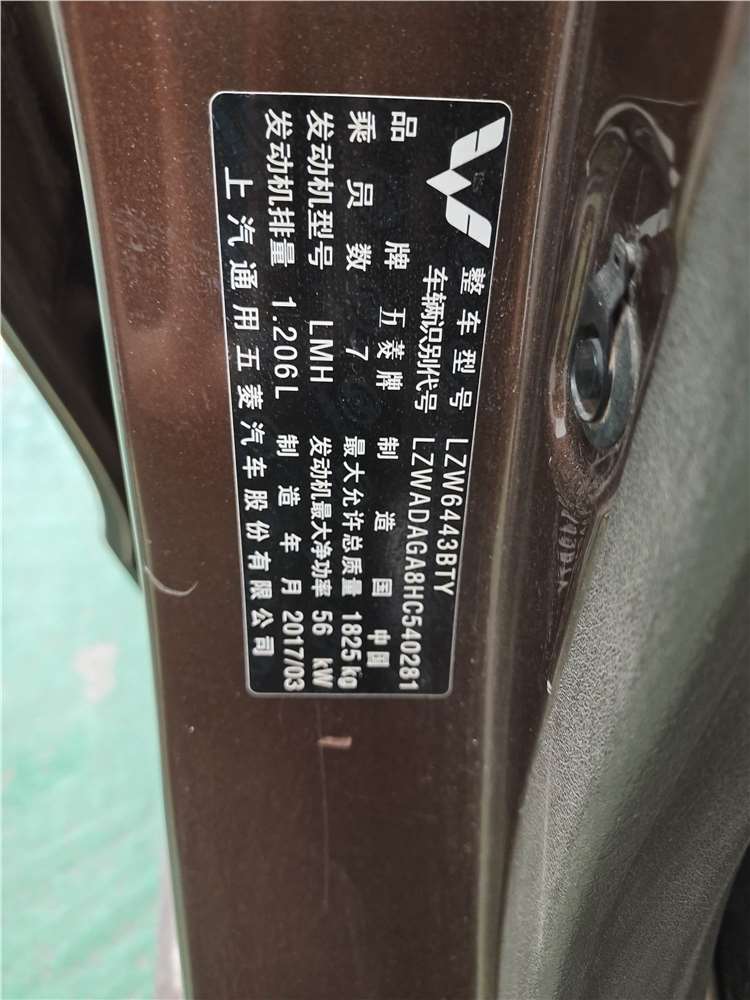 整车型号 LZW6443BTY
车辆识别代号 LZWADAGA8HC540281
品牌 五菱牌 制造国 中国
乘员数 7 最大允许总质量 1825kg
发动机型号 LMH 发动机最大净功率 56 kW
发动机排量 1.206L 制造年月 2017/03
上汽通用五菱汽车股份有限公司